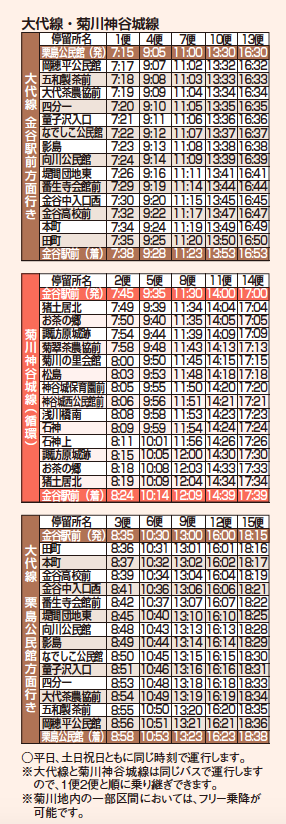 大代線・菊川神谷城線
大代線 金谷駅前方面行き
停留所名 1便 4便 7便 10便 13便
栗島公民館(発) 7:15 9:05 11:00 13:30 16:30
岡穂平公民館 7:17 9:07 11:02 13:32 16:32
五和製茶前 7:18 9:08 11:03 13:33 16:33
大代茶農協前 7:19 9:09 11:04 13:34 16:34
四分一 7:20 9:10 11:05 13:35 16:35
童子沢入口 7:21 9:11 11:06 13:36 16:36
なでしこ公民館 7:22 9:12 11:07 13:37 16:37
影島 7:23 9:13 11:08 13:38 16:38
向川公民館 7:24 9:14 11:09 13:39 16:39
堤間団地東 7:26 9:16 11:11 13:41 16:41
番生寺会館前 7:29 9:19 11:14 13:44 16:44
金谷中入口西 7:30 9:20 11:15 13:45 16:45
金谷高校前 7:32 9:22 11:17 13:47 16:47
本町 7:34 9:24 11:19 13:49 16:49
田町 7:35 9:25 11:20 13:50 16:50
金谷駅前(着) 7:38 9:28 11:23 13:53 16:53
菊川神谷城線(循環)
停留所名 2便 5便 8便 11便 14便
金谷駅前(発) 7:45 9:35 11:30 14:00 17:00
猪土居北 7:49 9:39 11:34 14:04 17:04
お茶の郷 7:50 9:40 11:35 14:05 17:05
諏訪原城跡 7:54 9:44 11:39 14:09 17:09
菊翠茶農協前 7:58 9:48 11:43 14:13 17:13
菊川の里会館 8:00 9:50 11:45 14:15 17:15
松島 8:03 9:53 11:48 14:18 17:18
神谷城保育園前 8:05 9:55 11:50 14:20 17:20
神谷城西公民館前 8:06 9:56 11:51 14:21 17:21
浅川橋南 8:08 9:58 11:53 14:23 17:23
石神 8:09 9:59 11:54 14:24 17:24
石神上 8:11 10:01 11:56 14:26 17:26
諏訪原城跡 8:15 10:05 12:00 14:30 17:30
お茶の郷 8:18 10:08 12:03 14:33 17:33
猪土居北 8:19 10:09 12:04 14:34 17:34
金谷駅前(着) 8:24 10:14 12:09 14:39 17:39
大代線 栗島公民館方面行き
停留所名 3便 6便 9便 12便 15便
金谷駅前(発) 8:35 10:30 13:00 16:00 18:15
田町 8:36 10:31 13:01 16:01 18:16
本町 8:37 10:32 13:02 16:02 18:17
金谷高校前 8:39 10:34 13:04 16:04 18:19
金谷中入口西 8:41 10:36 13:06 16:06 18:21
番生寺会館前 8:42 10:37 13:07 16:07 18:22
堤間団地東 8:45 10:40 13:10 16:10 18:25
向川公民館 8:48 10:43 13:13 16:13 18:28
影島 8:49 10:44 13:14 16:14 18:29
なでしこ公民館 8:50 10:45 13:15 16:15 18:30
童子沢入口 8:51 10:46 13:16 16:16 18:31
四分一 8:53 10:48 13:18 16:18 18:33
大代茶農協前 8:54 10:49 13:19 16:19 18:34
五和製茶前 8:55 10:50 13:20 16:20 18:35
岡穂平公民館 8:56 10:51 13:21 16:21 18:36
栗島公民館(着) 8:58 10:53 13:23 16:23 18:38
○平日、土日祝日ともに同じ時刻で運行します。
※大代線と菊川神谷城線は同じバスで運行します
ので、1便2便と順に乗り継ぎできます。
※菊川地内の一部区間においては、フリー乗降が
可能です。